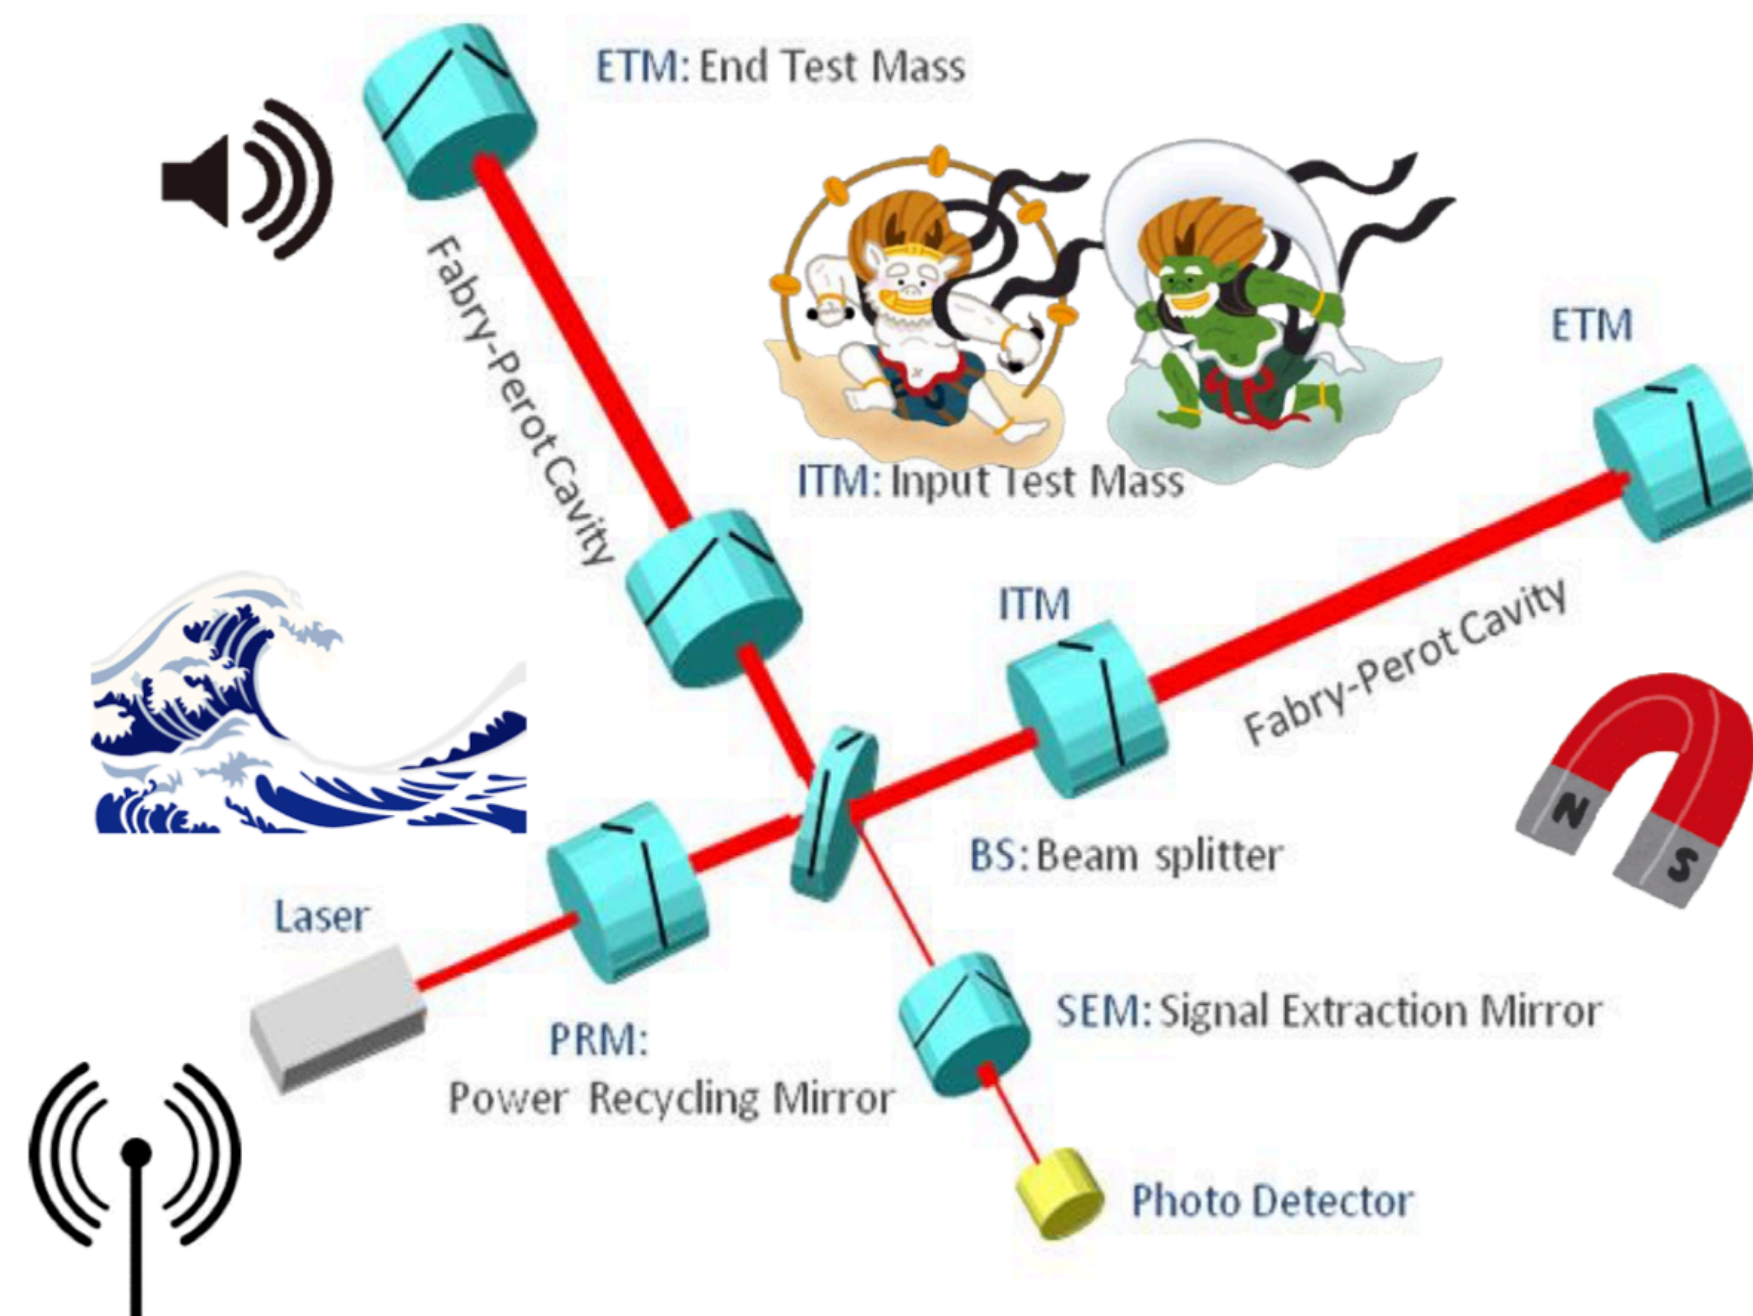 ETM: End Test Mass
Fabry-Perot Cavity
ETM
ITM: Input Test Mass
ITM
Fabry-Perot Cavity
N
S
BS: Beam splitter
Laser
SEM: Signal Extraction Mirror
PRM:
Power Recycling Mirror
Photo Detector